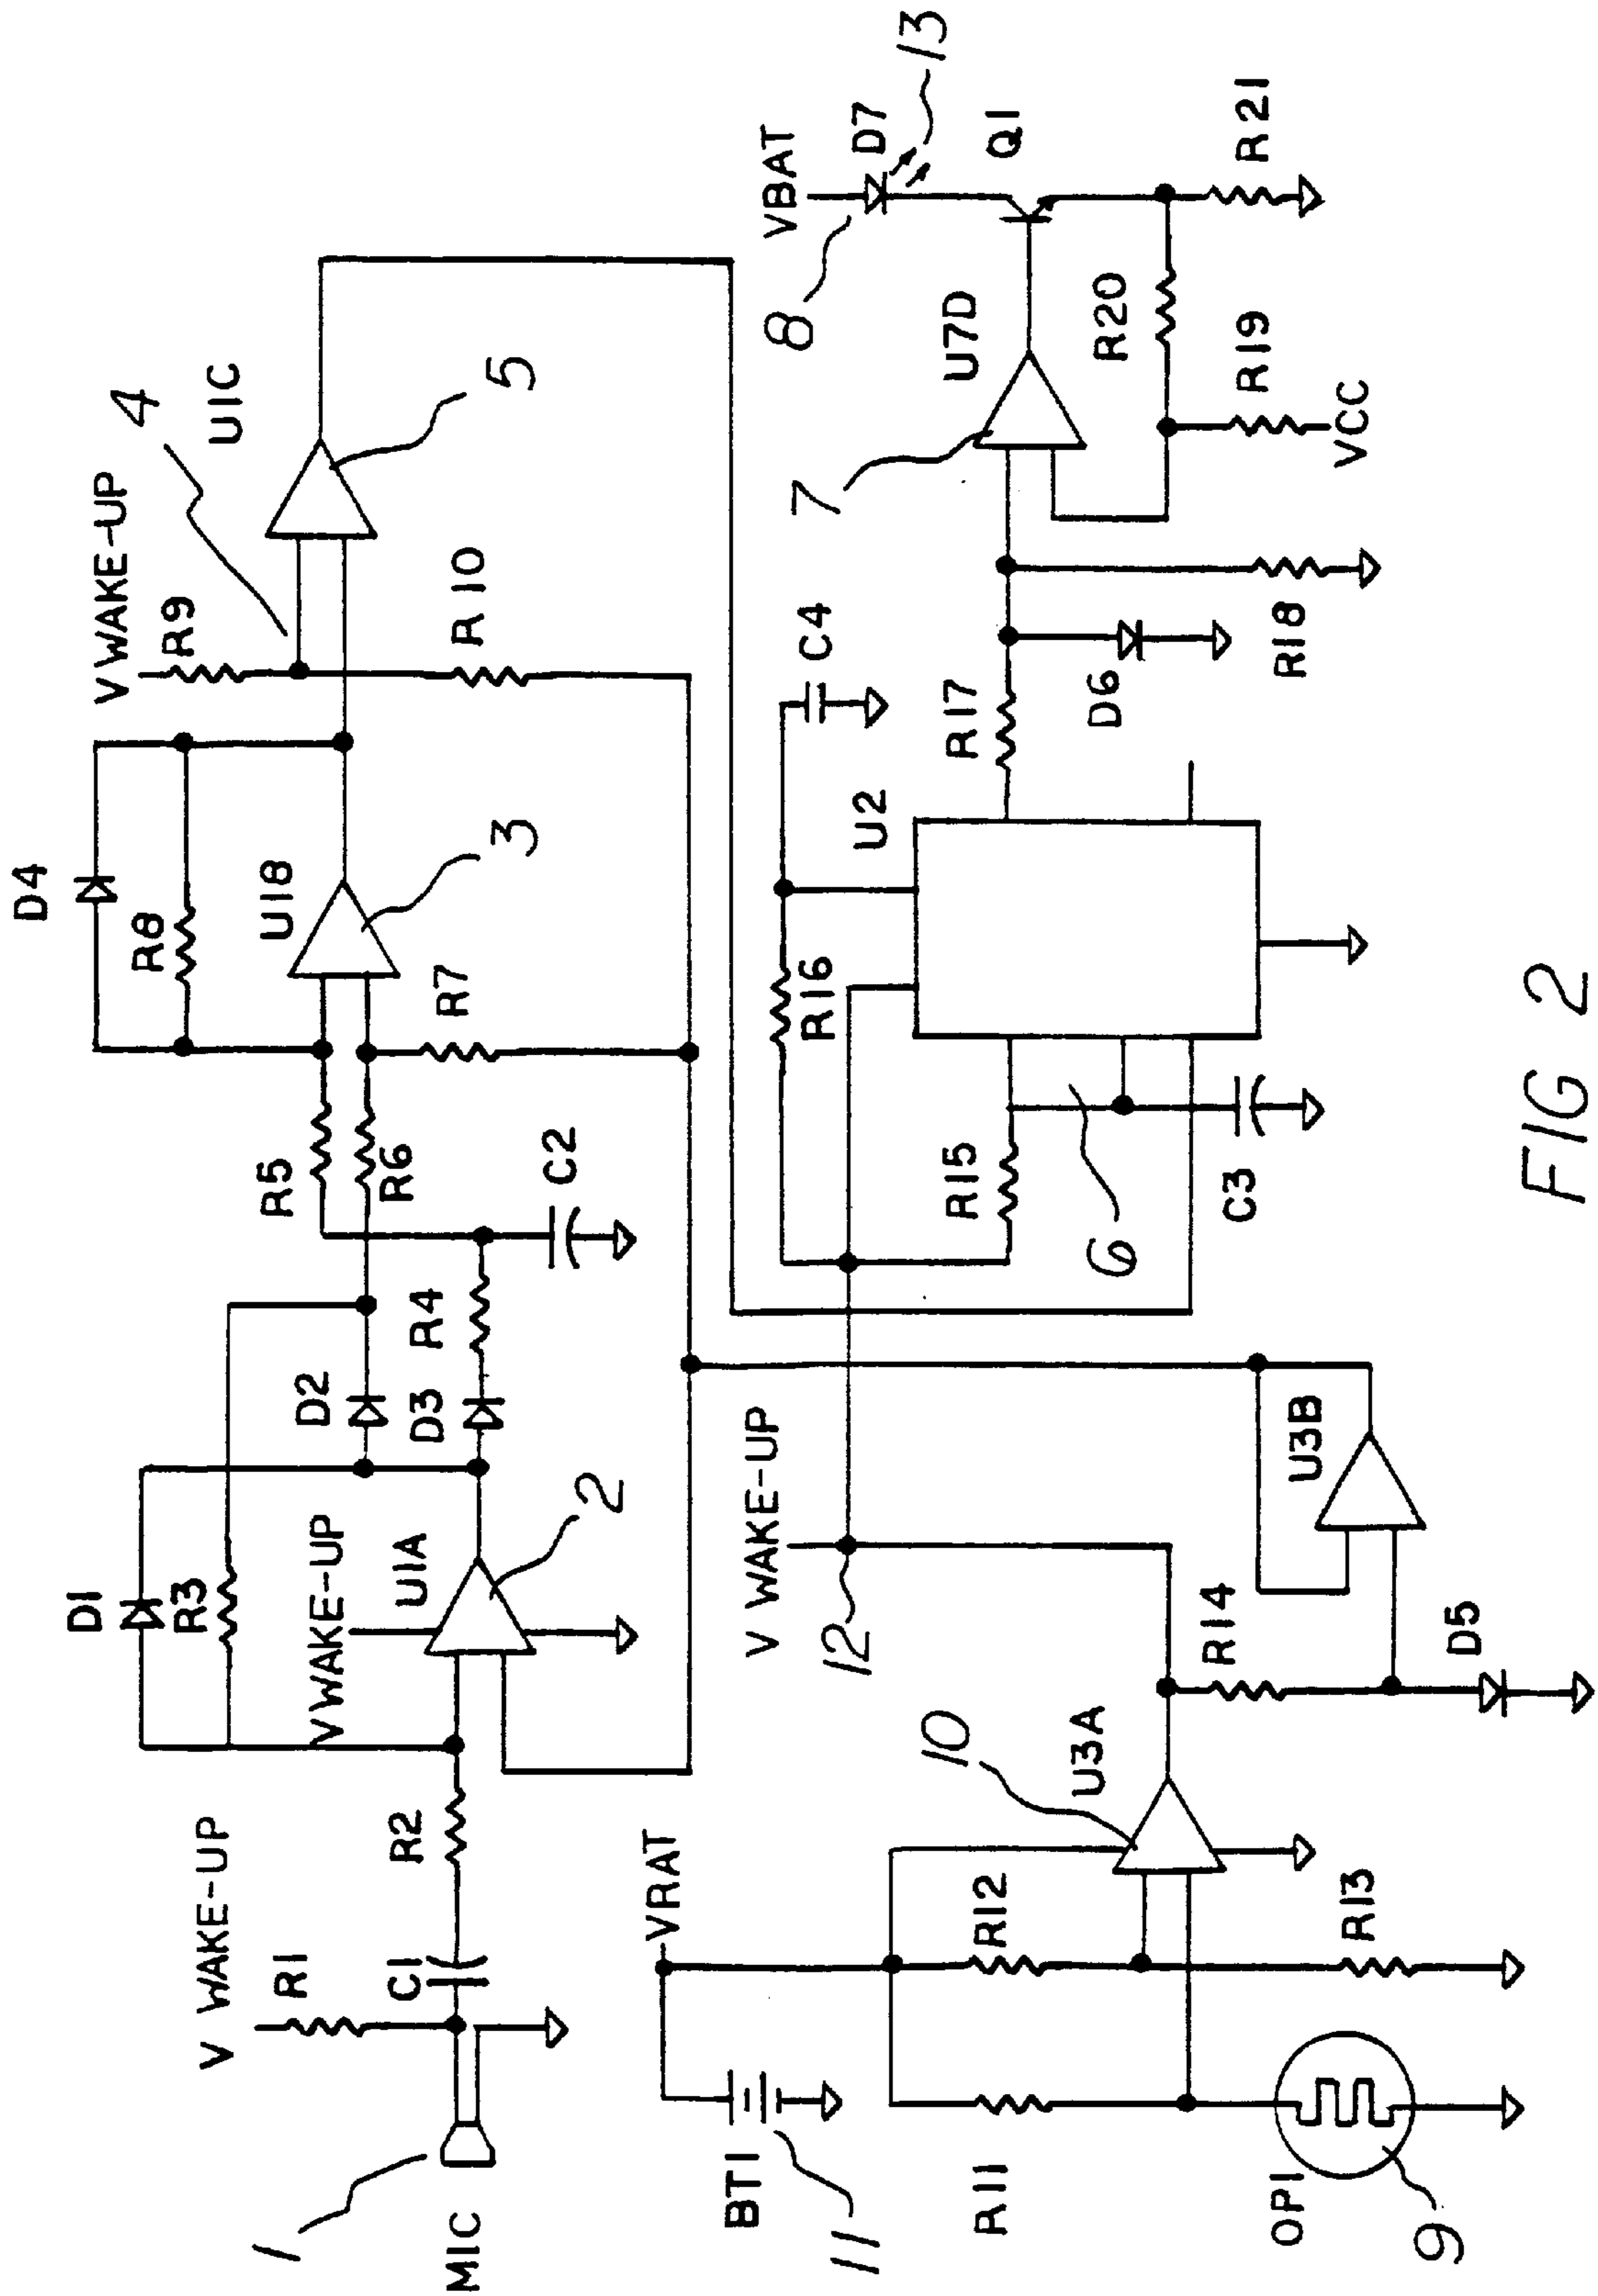 V WAKE-UP
R1
1
MIC
C1
R2
D1
R3
V WAKE-UP
U1A
2
D2
D3
R4
C2
R5
R6
D4
R8
U18
3
R7
V WAKE-UP
R9
4
U1C
5
R10
BT1
11
VRAT
R11
OP1
9
R12
R13
10
U3A
V WAKE-UP
12
R14
D5
U3B
R15
6
C3
R16
U2
C4
R17
D6
R18
7
U7D
R20
R19
VCC
8
VBAT
D7
13
Q1
R21
FIG 2